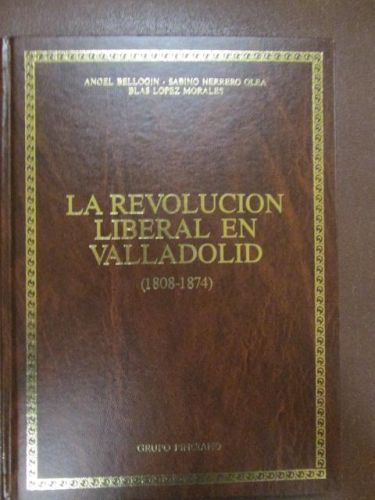 ANGEL BELLOGIN - SABINO HERRERO OLEA
BLAS LOPEZ MORALES
LA REVOLUCION
LIBERAL EN
VALLADOLID
(1808-1874)
GRUPO PINCIANO